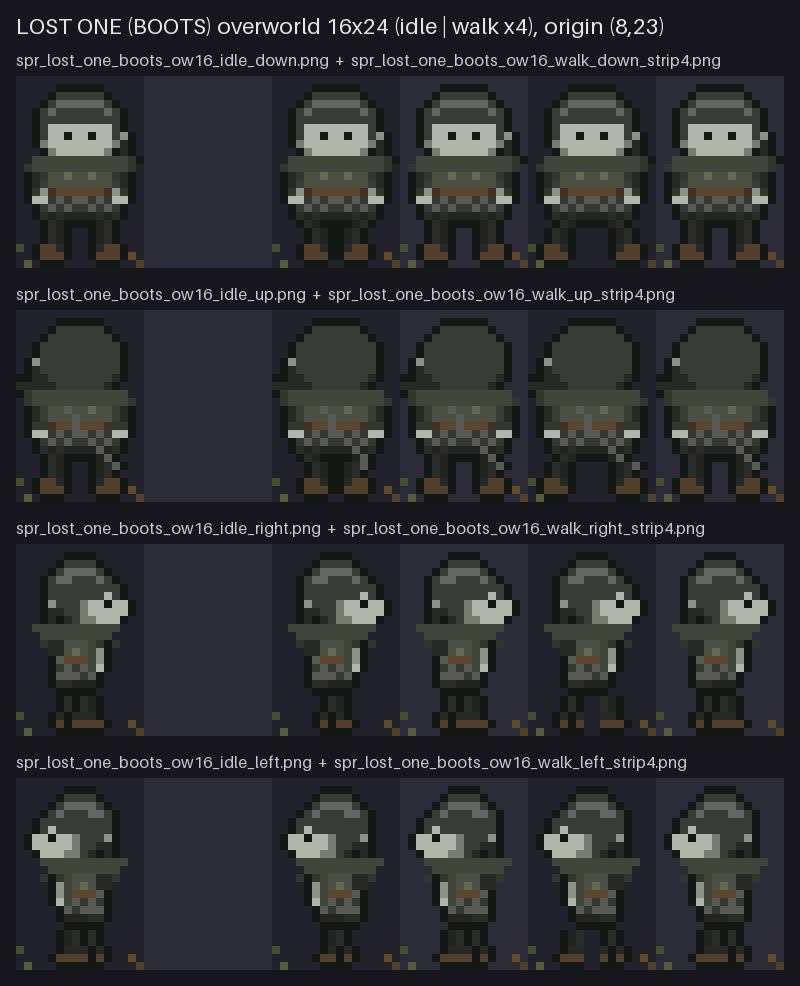 LOST ONE (BOOTS) overworld 16x24 (idle | walk x4), origin (8,23)
spr_lost_one_boots_ow16_idle_down.png + spr_lost_one_boots_ow16_walk_down_strip4.png
spr_lost_one_boots_ow16_idle_up.png + spr_lost_one_boots_ow16_walk_up_strip4.png
spr_lost_one_boots_ow16_idle_right.png + spr_lost_one_boots_ow16_walk_right_strip4.png
spr_lost_one_boots_ow16_idle_left.png + spr_lost_one_boots_ow16_walk_left_strip4.png